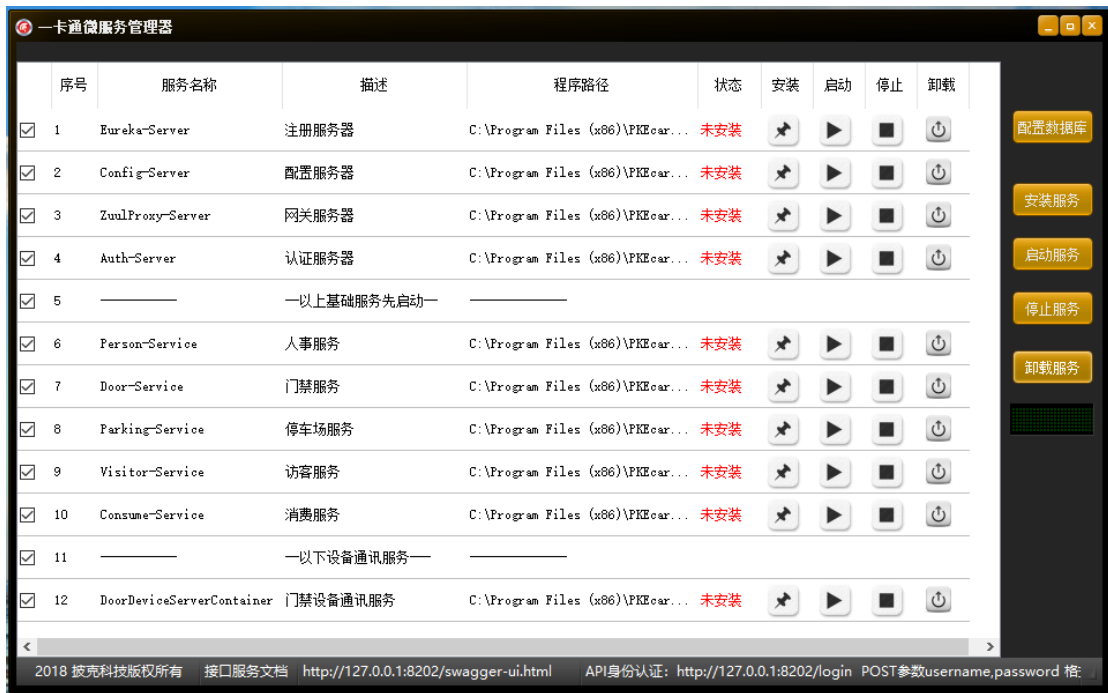 一卡通微服务管理器
序号 服务名称 描述 程序路径 状态 安装 启动 停止 卸载
1 Eureka-Server 注册服务器 C:\Program Files (x86)\PKEcar... 未安装
2 Config-Server 配置服务器 C:\Program Files (x86)\PKEcar... 未安装
3 ZuulProxy-Server 网关服务器 C:\Program Files (x86)\PKEcar... 未安装
4 Auth-Server 认证服务器 C:\Program Files (x86)\PKEcar... 未安装
5 ———————— —以上基础服务先启动— ————————
6 Person-Service 人事服务 C:\Program Files (x86)\PKEcar... 未安装
7 Door-Service 门禁服务 C:\Program Files (x86)\PKEcar... 未安装
8 Parking-Service 停车场服务 C:\Program Files (x86)\PKEcar... 未安装
9 Visitor-Service 访客服务 C:\Program Files (x86)\PKEcar... 未安装
10 Consume-Service 消费服务 C:\Program Files (x86)\PKEcar... 未安装
11 ———————— —以下设备通讯服务—— ————————
12 DoorDeviceServerContainer 门禁设备通讯服务 C:\Program Files (x86)\PKEcar... 未安装
配置数据库
安装服务
启动服务
停止服务
卸载服务
2018 披克科技版权所有 接口服务文档 http://127.0.0.1:8202/swagger-ui.html API身份认证：http://127.0.0.1:8202/login POST参数username,password